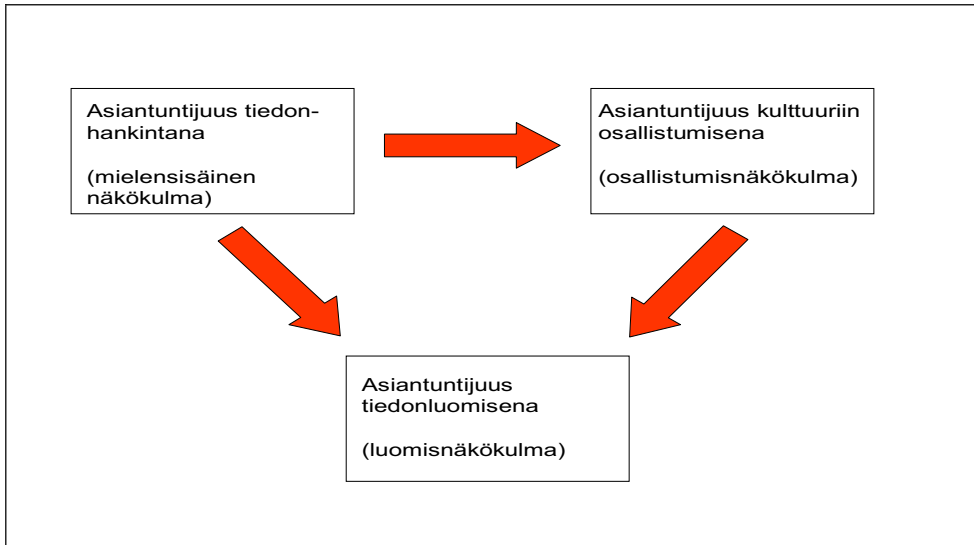 Asiantuntijuus tiedon-
hankintana
(mielensisäinen
näkökulma)
Asiantuntijuus kulttuuriin
osallistumisena
(osallistumisnäkökulma)
Asiantuntijuus
tiedonluomisena
(luomisnäkökulma)